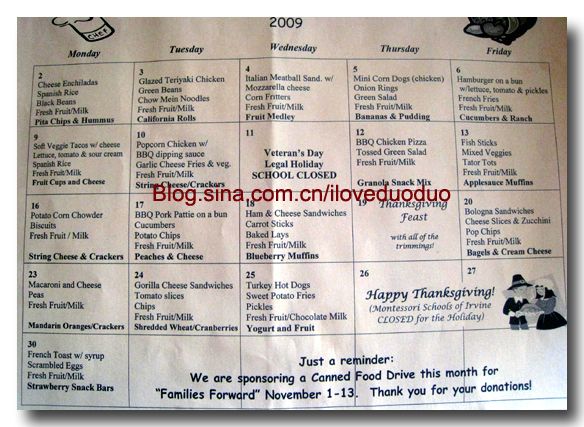 CHEF
2009
Monday
Tuesday
Wednesday
Thursday
Friday
2
Cheese Enchiladas
Spanish Rice
Black Beans
Fresh Fruit/Milk
Pita Chips & Hummus
3
Glazed Teriyaki Chicken
Green Beans
Chow Mein Noodles
Fresh Fruit/Milk
California Rolls
4
Italian Meatball Sand. w/
Mozzarella cheese
Corn Fritters
Fresh Fruit/Milk
Fruit Medley
5
Mini Corn Dogs (chicken)
Onion Rings
Green Salad
Fresh Fruit/Milk
Bananas & Pudding
6
Hamburger on a bun
w/lettuce, tomato & pickles
French Fries
Fresh Fruit/Milk
Cucumbers & Ranch
9
Soft Veggie Tacos w/ cheese
Lettuce, tomato & sour cream
Spanish Rice
Fresh Fruit/Milk
Fruit Cups and Cheese
10
Popcorn Chicken w/
BBQ dipping sauce
Garlic Cheese Fries & veg.
Fresh Fruit/Milk
String Cheese/Crackers
11
Veteran's Day
Legal Holiday
SCHOOL CLOSED
12
BBQ Chicken Pizza
Tossed Green Salad
Fresh Fruit/Milk
Granola Snack Mix
13
Fish Sticks
Mixed Veggies
Tator Tots
Fresh Fruit/Milk
Applesauce Muffins
Blog.sina.com.cn/iloveduoduo
16
Potato Corn Chowder
Biscuits
Fresh Fruit / Milk
String Cheese & Crackers
17
BBQ Pork Pattie on a bun
Cucumbers
Potato Chips
Fresh Fruit/Milk
Peaches & Cheese
18
Ham & Cheese Sandwiches
Carrot Sticks
Baked Lays
Fresh Fruit/Milk
Blueberry Muffins
19
Thanksgiving
Feast
with all of the
trimmings!
20
Bologna Sandwiches
Cheese Slices & Zucchini
Pop Chips
Fresh Fruit/Milk
Bagels & Cream Cheese
23
Macaroni and Cheese
Peas
Fresh Fruit/Milk
Mandarin Oranges/Crackers
24
Gorilla Cheese Sandwiches
Tomato slices
Chips
Fresh Fruit/Milk
Shredded Wheat/Cranberries
25
Turkey Hot Dogs
Sweet Potato Fries
Pickles
Fresh Fruit/Chocolate Milk
Yogurt and Fruit
26
27
Happy Thanksgiving!
(Montessori Schools of Irvine
CLOSED for the Holiday)
30
French Toast w/ syrup
Scrambled Eggs
Fresh Fruit/Milk
Strawberry Snack Bars
Just a reminder:
We are sponsoring a Canned Food Drive this month for
"Families Forward" November 1-13. Thank you for your donations!